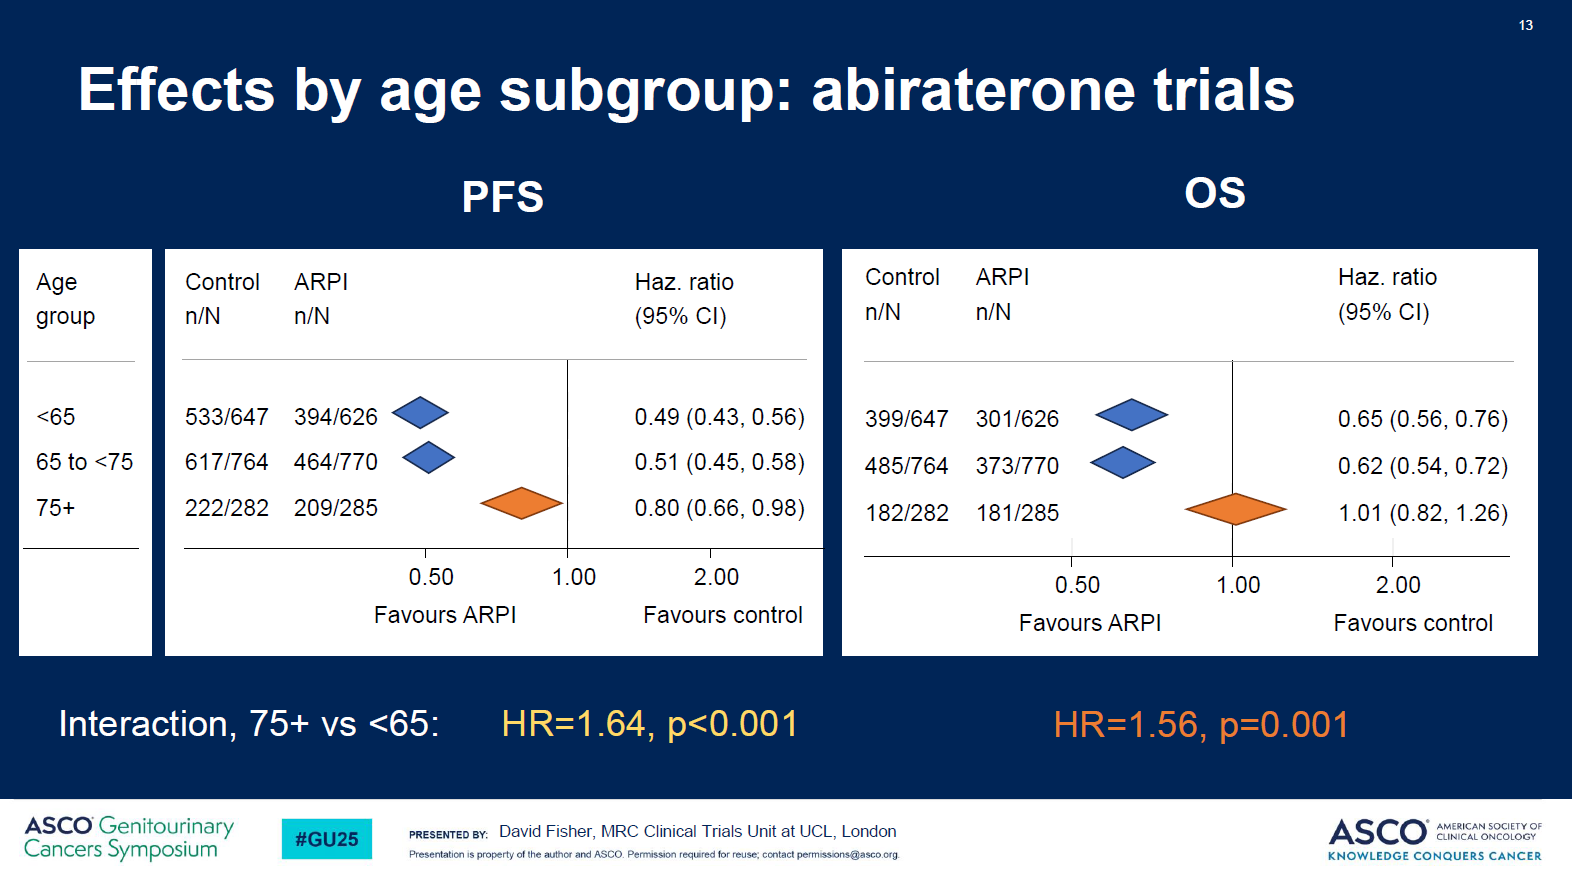 13
Effects by age subgroup: abiraterone trials
PFS
OS
Age
group
<65
65 to <75
75+
Control ARPI Haz. ratio
n/N n/N (95% CI)
533/647 394/626 0.49 (0.43, 0.56)
617/764 464/770 0.51 (0.45, 0.58)
222/282 209/285 0.80 (0.66, 0.98)
0.50 1.00 2.00
Favours ARPI Favours control
Control ARPI Haz. ratio
n/N n/N (95% CI)
399/647 301/626 0.65 (0.56, 0.76)
485/764 373/770 0.62 (0.54, 0.72)
182/282 181/285 1.01 (0.82, 1.26)
0.50 1.00 2.00
Favours ARPI Favours control
Interaction, 75+ vs <65: HR=1.64, p<0.001 HR=1.56, p=0.001
ASCO Genitourinary
Cancers Symposium
#GU25
PRESENTED BY: David Fisher, MRC Clinical Trials Unit at UCL, London
Presentation is property of the author and ASCO. Permission required for reuse; contact permissions@asco.org.
ASCO® AMERICAN SOCIETY OF
CLINICAL ONCOLOGY
KNOWLEDGE CONQUERS CANCER